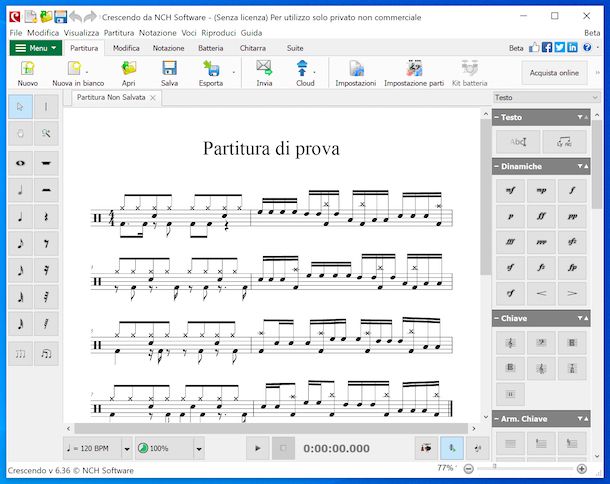 Crescendo da NCH Software - (Senza licenza) Per utilizzo solo privato non commerciale
File Modifica Visualizza Partitura Notazione Voci Riproduci Guida Beta
Menu Partitura Modifica Notazione Batteria Chitarra Suite Beta
Nuovo Nuova in bianco Apri Salva Esporta Invia Cloud Impostazioni Impostazione parti Kit batteria Acquista online
Partitura Non Salvata
Testo
Testo
Partitura di prova
Dinamiche
mf mp f
p ff pp
fff ppp sfz
sf fz fp
rf < >
Chiave
Arm. Chiave
= 120 BPM 100% 0:00:00.000
77%
Crescendo v 6.36 © NCH Software